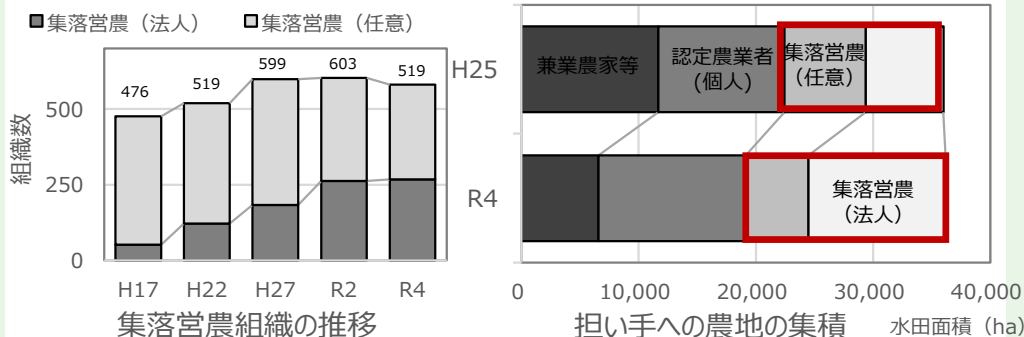 ■集落営農（法人） □集落営農（任意）
476
519
599
603
519
500
250
0
組織数
H17 H22 H27 R2 R4
集落営農組織の推移
H25
兼業農家等
認定農業者
(個人)
集落営農
（任意）
R4
集落営農
（法人）
0 10,000 20,000 30,000 40,000
担い手への農地の集積 水田面積（ha）